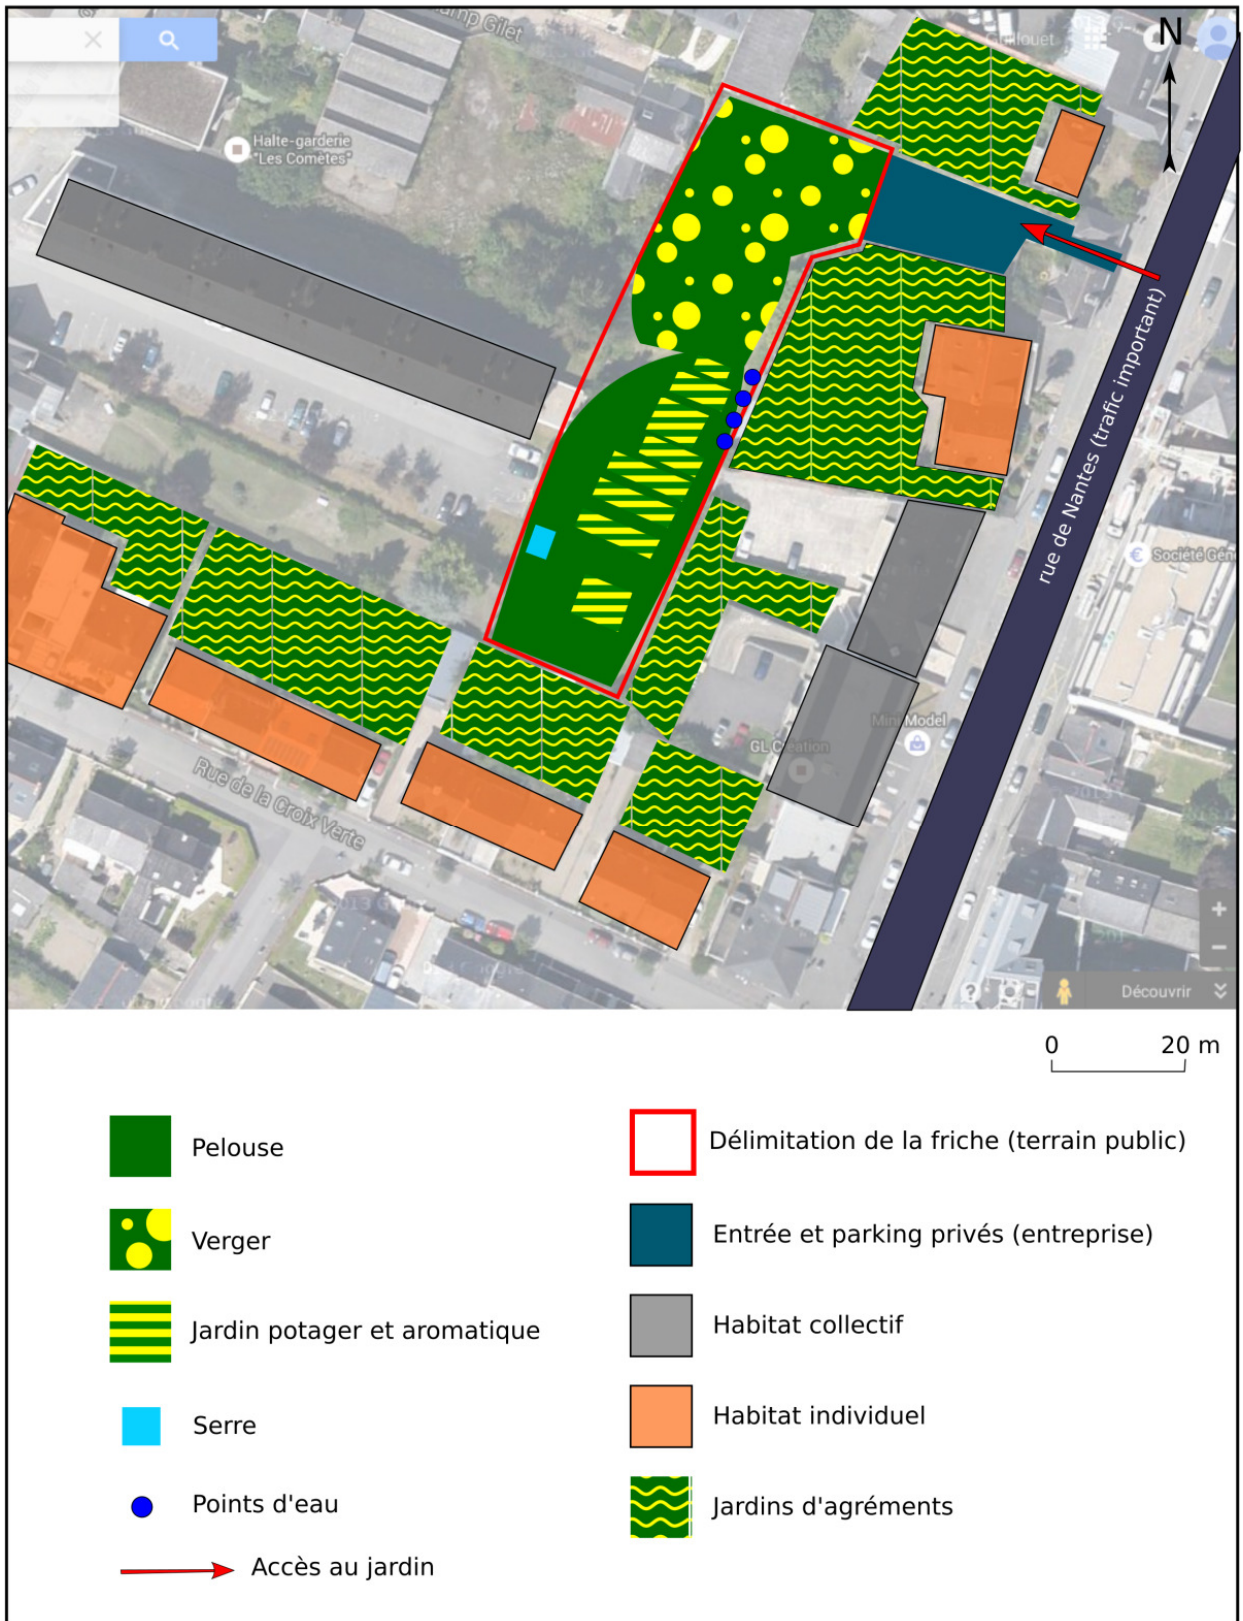 N
Halte-garderie
"Les Comètes"
rue de Nantes (trafic important)
Société Gén
Mini Model
GL Création
Rue de la Croix Verte
Découvrir
0 20 m
Pelouse
Verger
Jardin potager et aromatique
Serre
Points d'eau
Accès au jardin
Délimitation de la friche (terrain public)
Entrée et parking privés (entreprise)
Habitat collectif
Habitat individuel
Jardins d'agréments